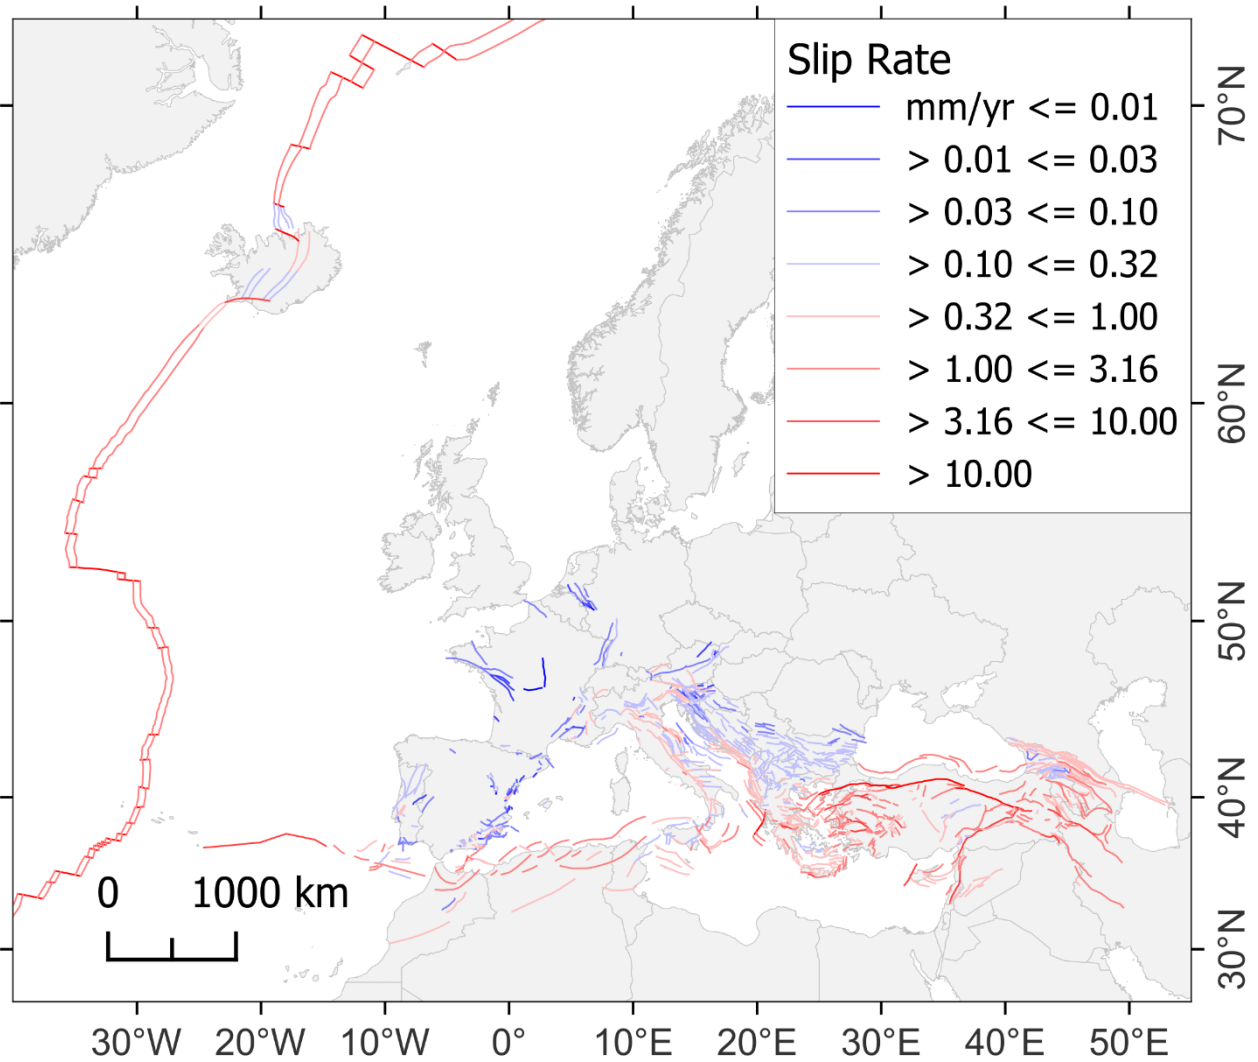 Slip Rate
mm/yr <= 0.01
> 0.01 <= 0.03
> 0.03 <= 0.10
> 0.10 <= 0.32
> 0.32 <= 1.00
> 1.00 <= 3.16
> 3.16 <= 10.00
> 10.00
70°N
60°N
50°N
40°N
30°N
0 1000 km
30°W 20°W 10°W 0° 10°E 20°E 30°E 40°E 50°E